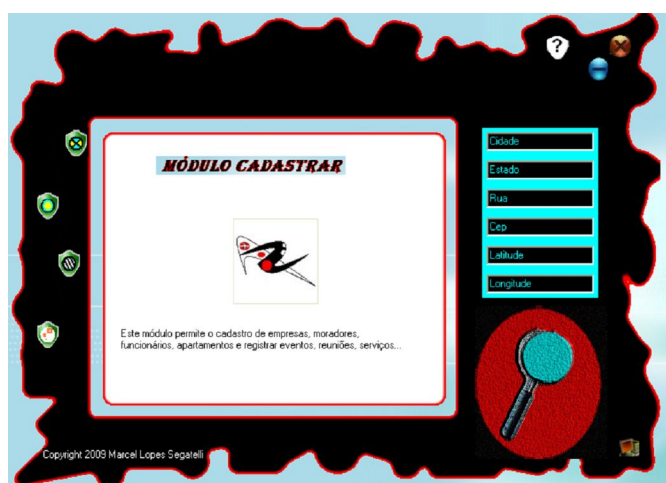 ?
MÓDULO CADASTRAR
Este módulo permite o cadastro de empresas, moradores,
funcionários, apartamentos e registrar eventos, reuniões, serviços...
Cidade
Estado
Rua
Cep
Latitude
Longitude
Copyright 2009 Marcel Lopes Segatelli